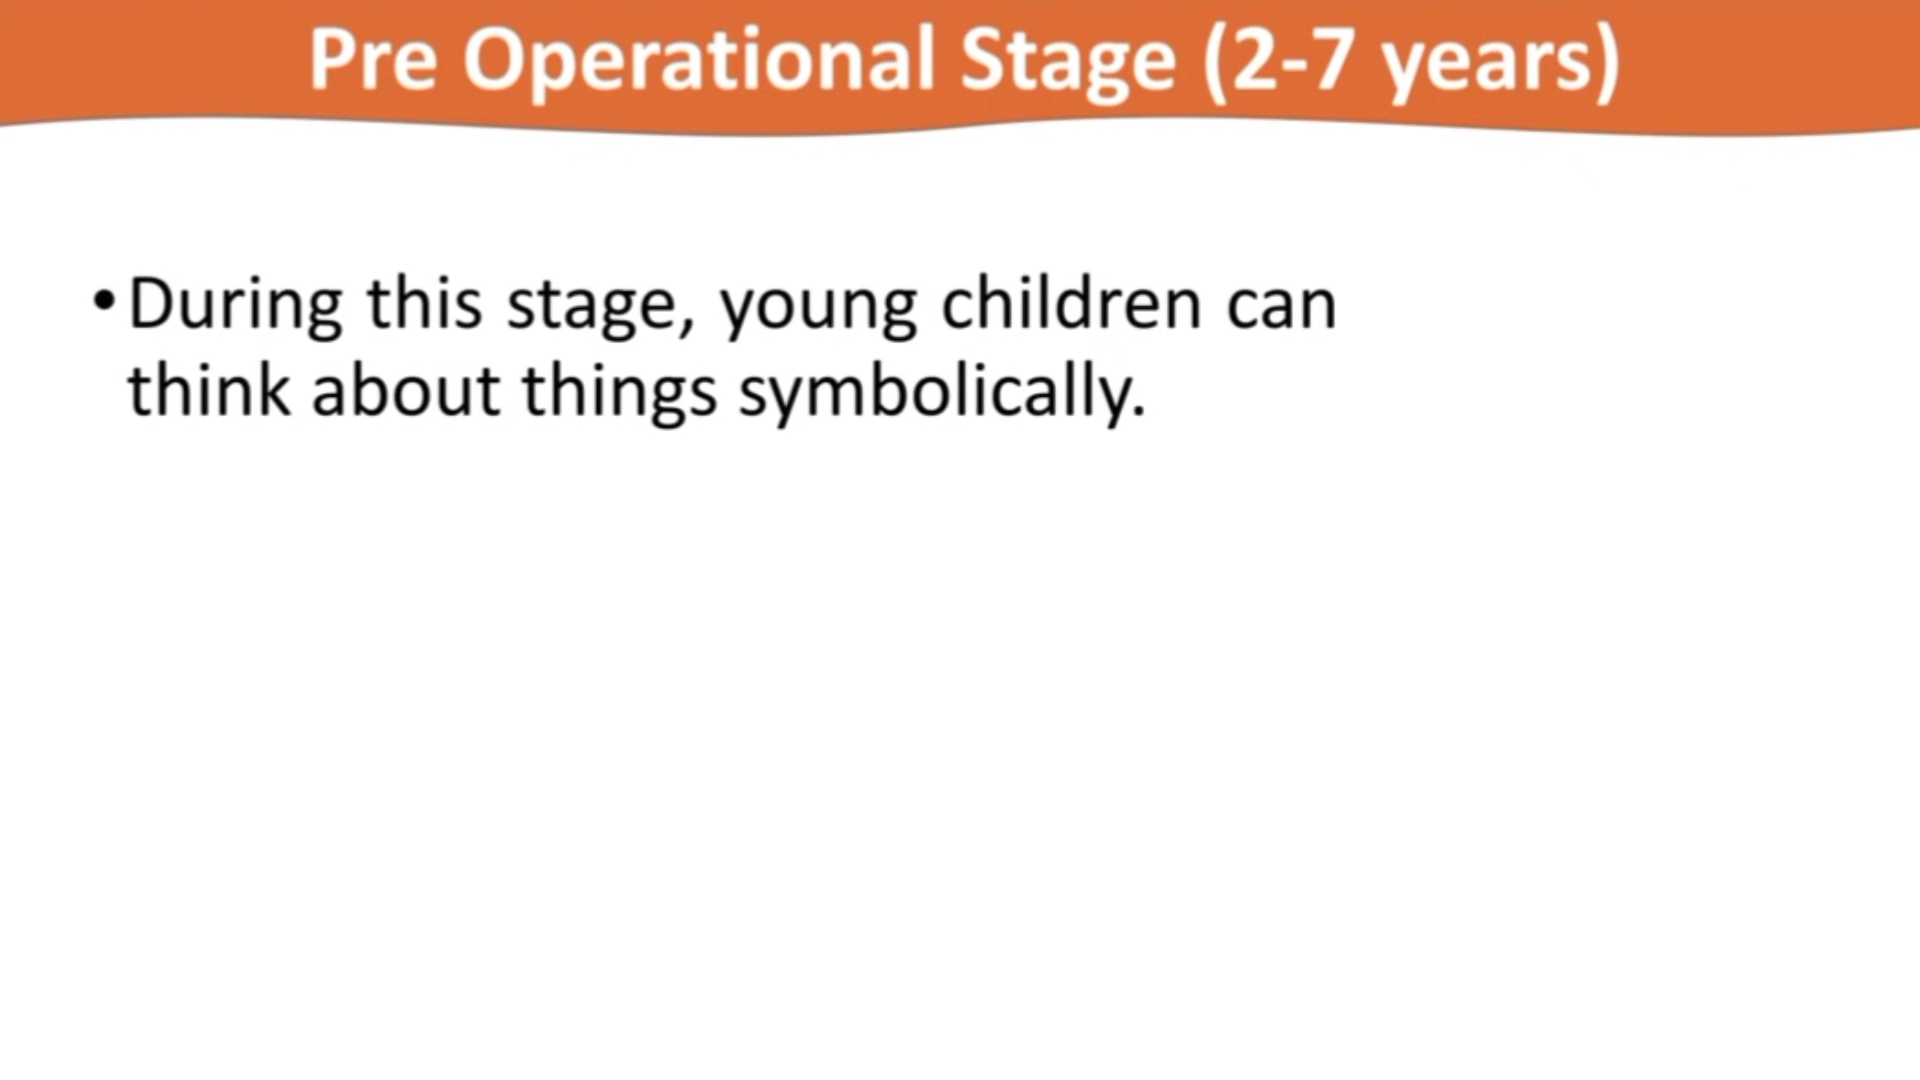 Pre Operational Stage (2-7 years)
•During this stage, young children can
think about things symbolically.